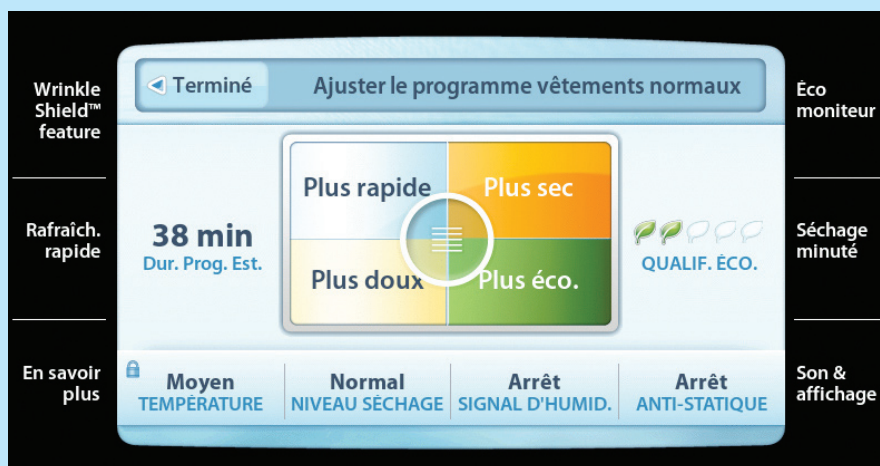 Wrinkle
Shield™
feature
Rafraîch.
rapide
En savoir
plus
Terminé
Ajuster le programme vêtements normaux
Plus rapide
Plus sec
38 min
Dur. Prog. Est.
QUALIF. ÉCO.
Plus doux
Plus éco.
Moyen
TEMPÉRATURE
Normal
NIVEAU SÉCHAGE
Arrêt
SIGNAL D'HUMID.
Arrêt
ANTI-STATIQUE
Éco
moniteur
Séchage
minuté
Son &
affichage